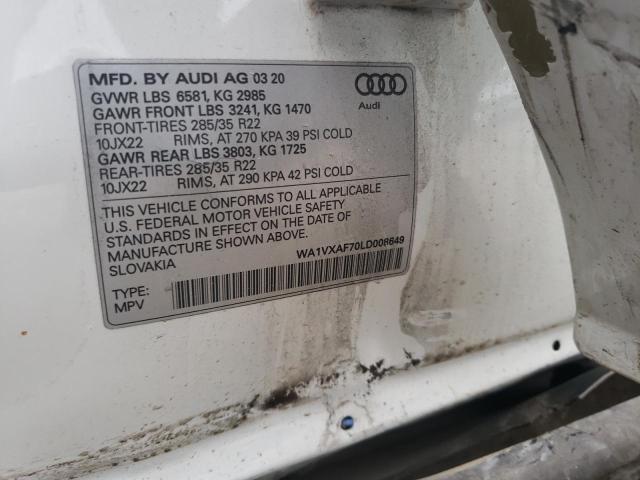 MFD. BY AUDI AG 03 20
GVWR LBS 6581, KG 2985
GAWR FRONT LBS 3241, KG 1470
FRONT-TIRES 285/35 R22
10JX22 RIMS, AT 270 KPA 39 PSI COLD
GAWR REAR LBS 3803, KG 1725
REAR-TIRES 285/35 R22
10JX22 RIMS, AT 290 KPA 42 PSI COLD
Audi
THIS VEHICLE CONFORMS TO ALL APPLICABLE
U.S. FEDERAL MOTOR VEHICLE SAFETY
STANDARDS IN EFFECT ON THE DATE OF
MANUFACTURE SHOWN ABOVE.
SLOVAKIA
WA1VXAF70LD008649
TYPE:
MPV